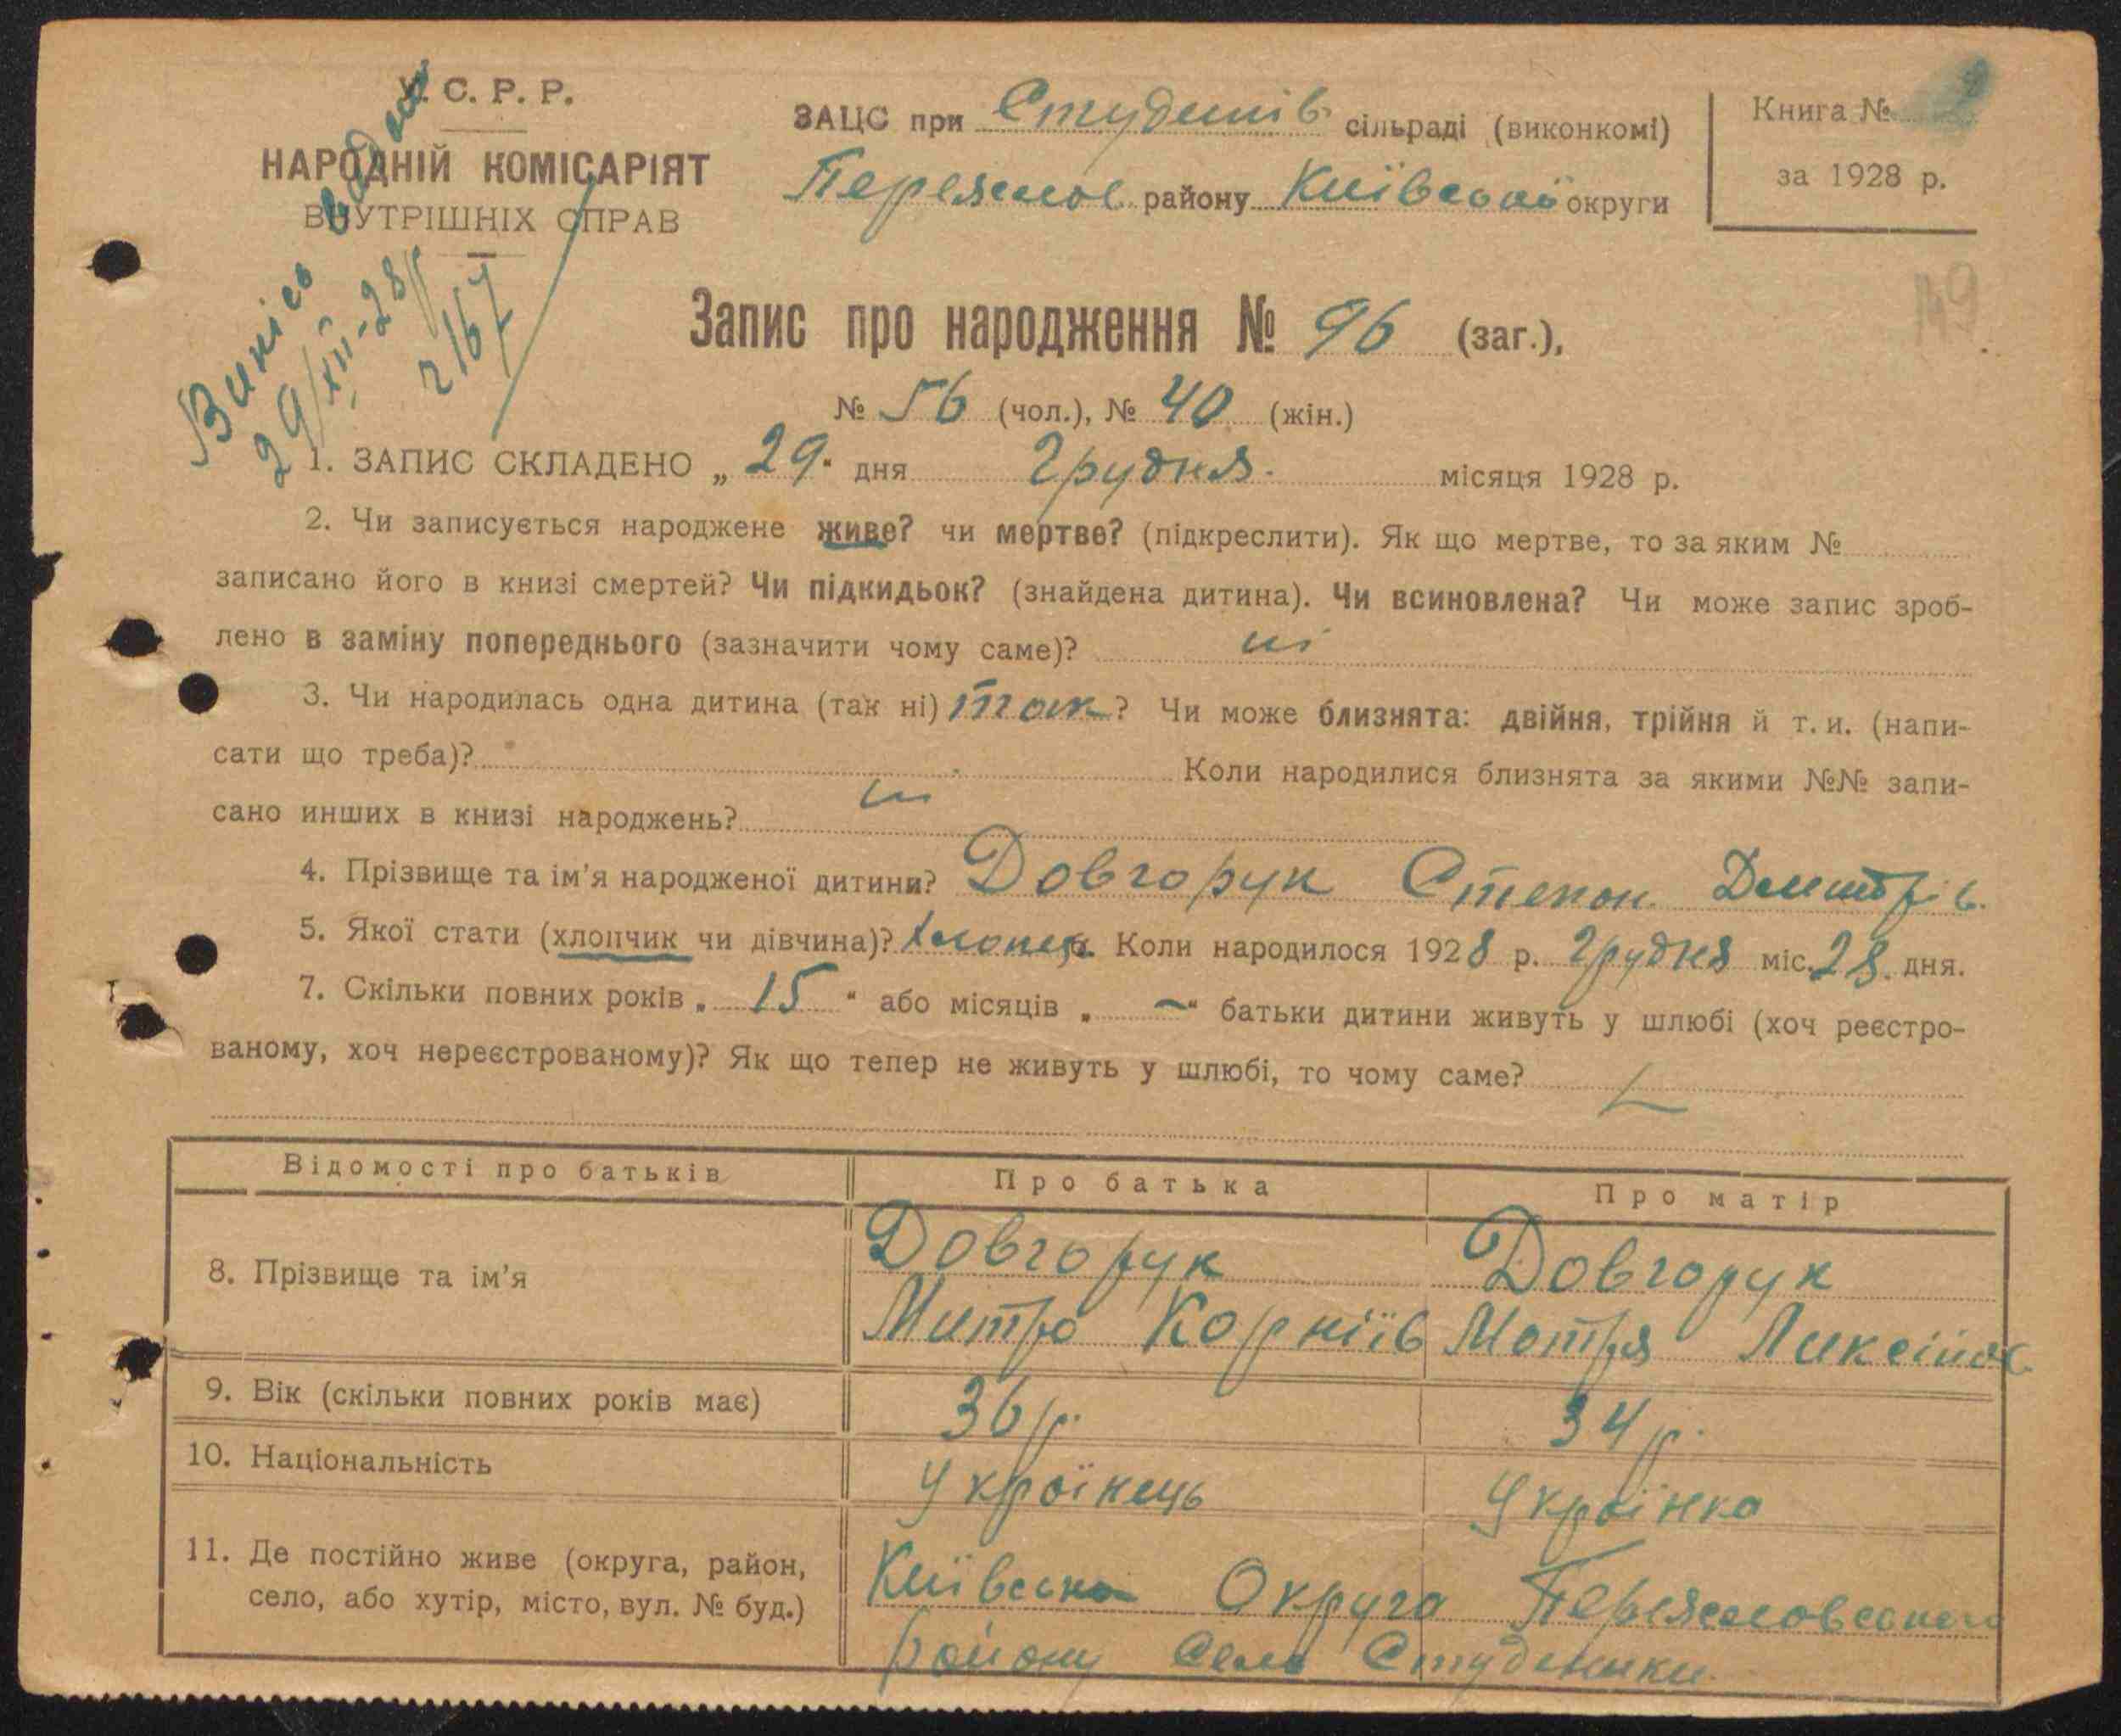 У. С. Р. Р.
НАРОДНІЙ КОМІСАРІЯТ
ВНУТРІШНІХ СПРАВ
Випись видана
29/XII-28 р
2167
ЗАЦС при Студенів. сільраді (виконкомі)
Переяслов. району Київської округи
Книга №
за 1928 р.
149
Запис про народження № 96 (заг.),
№ 56 (чол.), № 40 (жін.)
1. ЗАПИС СКЛАДЕНО „ 29 " дня Грудня. місяця 1928 р.
2. Чи записується народжене живе? чи мертве? (підкреслити). Як що мертве, то за яким №
записано його в книзі смертей? Чи підкидьок? (знайдена дитина). Чи всиновлена? Чи може запис зроб-
лено в заміну попереднього (зазначити чому саме)? ні
3. Чи народилась одна дитина (так ні) так ? Чи може близнята: двійня, трійня й т. и. (напи-
сати що треба)? Коли народилися близнята за якими №№ запи-
сано инших в книзі народжень? ні
4. Прізвище та ім'я народженої дитини? Довгорук Степан Дмитрів.
5. Якої стати (хлопчик чи дівчина)? Хлопець. Коли народилося 1928 р. Грудня міс. 28. дня.
7. Скільки повних років „ 15 " або місяців „ — " батьки дитини живуть у шлюбі (хоч реєстро-
ваному, хоч нереєстрованому)? Як що тепер не живуть у шлюбі, то чому саме?
Відомості про батьків Про батька Про матір
8. Прізвище та ім'я
Довгорук
Митро Корніїв
Довгорук
Мотря Ликсійов.
9. Вік (скільки повних років має) 36 р. 34 р.
10. Національність Українець Українка
11. Де постійно живе (округа, район,
село, або хутір, місто, вул. № буд.)
Київська Округа Переясловського
району Село Студеники.